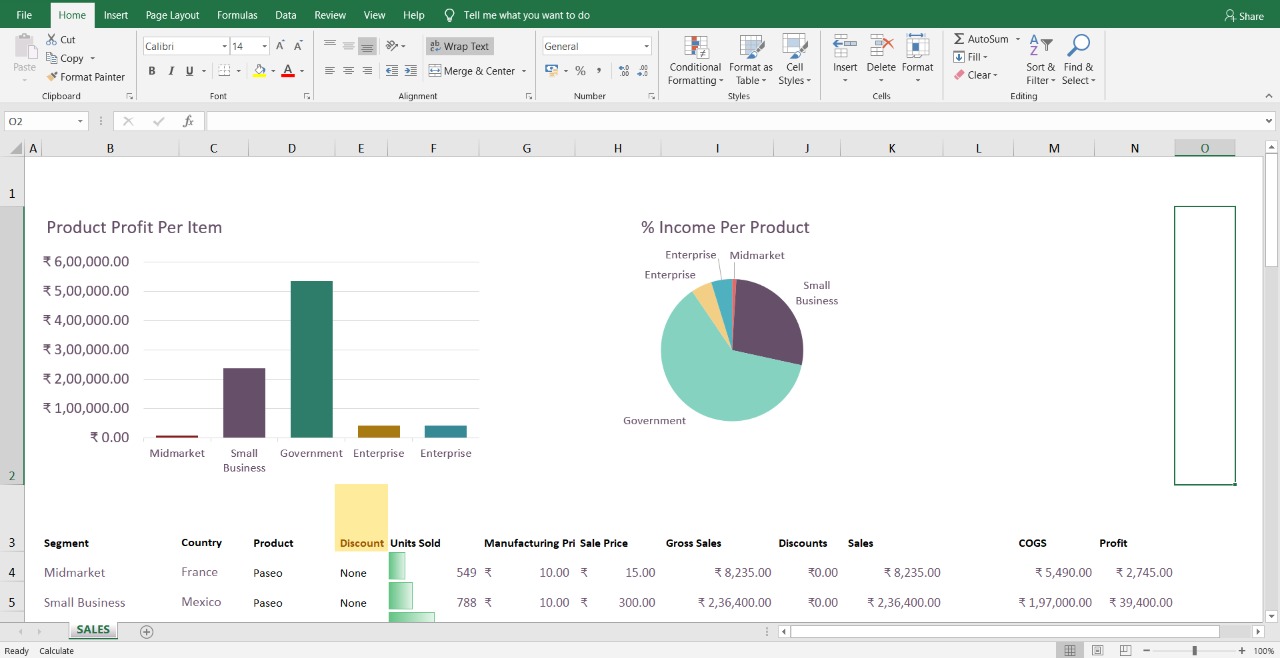 File Home Insert Page Layout Formulas Data Review View Help Tell me what you want to do Share
Paste
Cut
Copy
Format Painter
Clipboard
Calibri 14
B I U
Font
Wrap Text
Merge & Center
Alignment
General
%
Number
Conditional Formatting
Format as Table
Cell Styles
Styles
Insert Delete Format
Cells
AutoSum
Fill
Clear
Sort & Filter
Find & Select
Editing
O2 fx
A B C D E F G H I J K L M N O
1
2
Product Profit Per Item
₹ 6,00,000.00
₹ 5,00,000.00
₹ 4,00,000.00
₹ 3,00,000.00
₹ 2,00,000.00
₹ 1,00,000.00
₹ 0.00
Midmarket Small Business Government Enterprise Enterprise
% Income Per Product
Enterprise Midmarket
Enterprise
Small
Business
Government
3 Segment Country Product Discount Units Sold Manufacturing Pri Sale Price Gross Sales Discounts Sales COGS Profit
4 Midmarket France Paseo None 549 ₹ 10.00 ₹ 15.00 ₹ 8,235.00 ₹0.00 ₹ 8,235.00 ₹ 5,490.00 ₹ 2,745.00
5 Small Business Mexico Paseo None 788 ₹ 10.00 ₹ 300.00 ₹ 2,36,400.00 ₹0.00 ₹ 2,36,400.00 ₹ 1,97,000.00 ₹ 39,400.00
SALES
Ready Calculate 100%